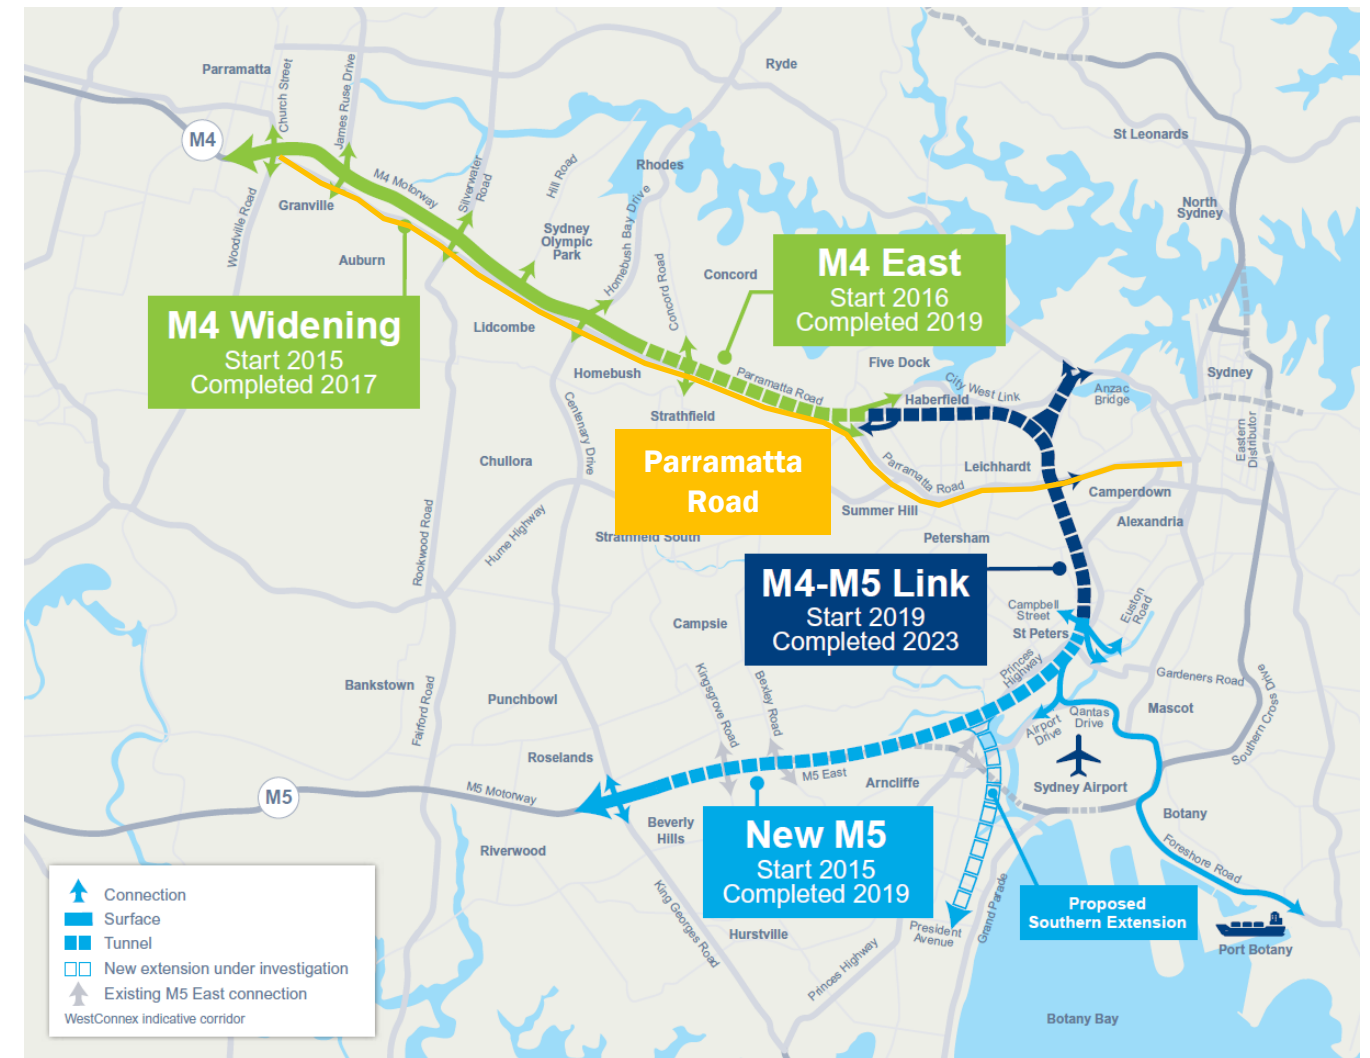 Parramatta
Church Street
James Ruse Drive
Ryde
M4
St Leonards
M4 Motorway
Silverwater
Road
Hill Road
Rhodes
Woodville Road
Granville
Auburn
Sydney
Olympic
Park
Homebush Bay Drive
Concord Road
Concord
North
Sydney
M4 East
Start 2016
Completed 2019
M4 Widening
Start 2015
Completed 2017
Lidcombe
Homebush
Five Dock
Parramatta Road
Haberfield
City West Link
Anzac
Bridge
Sydney
Eastern
Distributor
Strathfield
Centenary Drive
Chullora
Parramatta
Road
Parramatta Road
Leichhardt
Camperdown
Summer Hill
Alexandria
Rookwood Road
Hume Highway
Strathfield South
Petersham
M4-M5 Link
Start 2019
Completed 2023
Campbell
Street
Euston
Road
St Peters
Campsie
Princes
Highway
Gardeners Road
Bankstown
Fairford Road
Punchbowl
Kingsgrove Road
Bexley Road
Airport
Drive
Qantas
Drive
Mascot
Southern Cross
Drive
Roselands
M5
M5 Motorway
M5 East
Arncliffe
Sydney Airport
Botany
Beverly
Hills
Riverwood
New M5
Start 2015
Completed 2019
Foreshore Road
King Georges Road
Hurstville
President
Avenue
Grand Parade
Proposed
Southern Extension
Port Botany
Princes Highway
Botany Bay
Connection
Surface
Tunnel
New extension under investigation
Existing M5 East connection
WestConnex indicative corridor